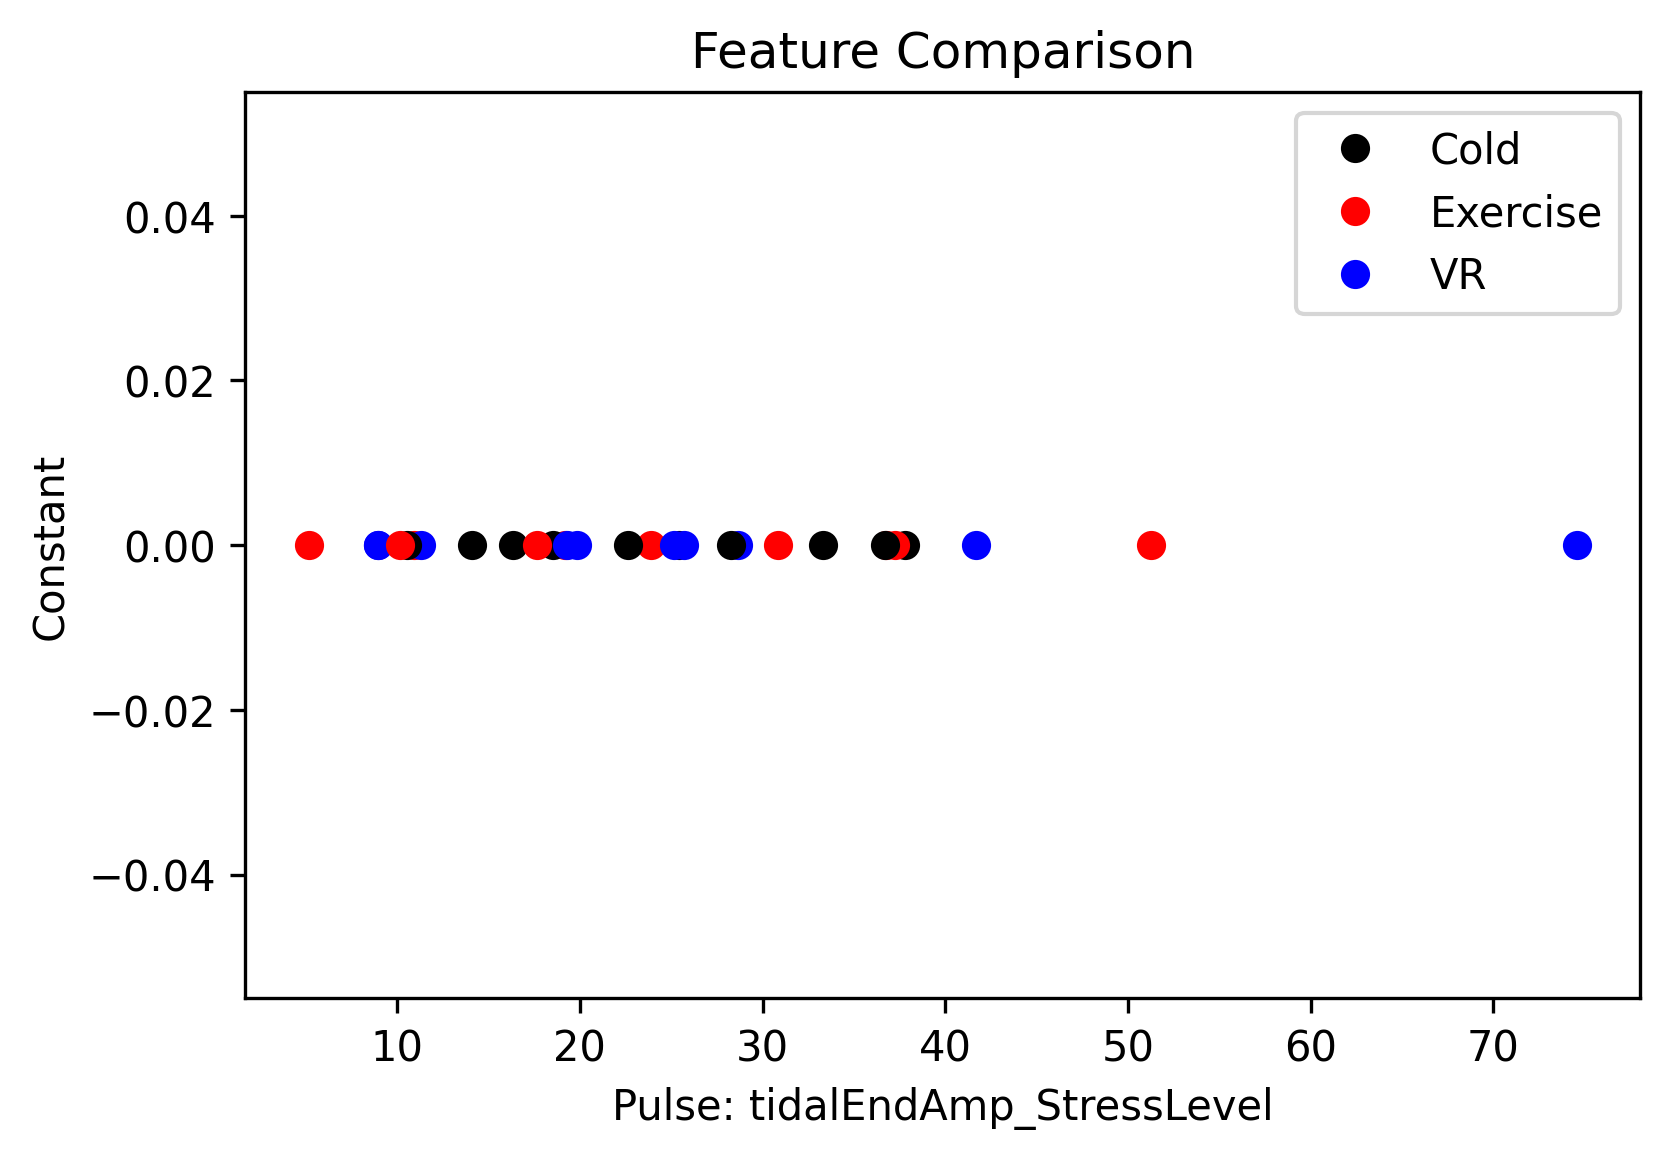 Feature Comparison
Cold
Exercise
VR
0.04
0.02
0.00
−0.02
−0.04
Constant
10 20 30 40 50 60 70
Pulse: tidalEndAmp_StressLevel